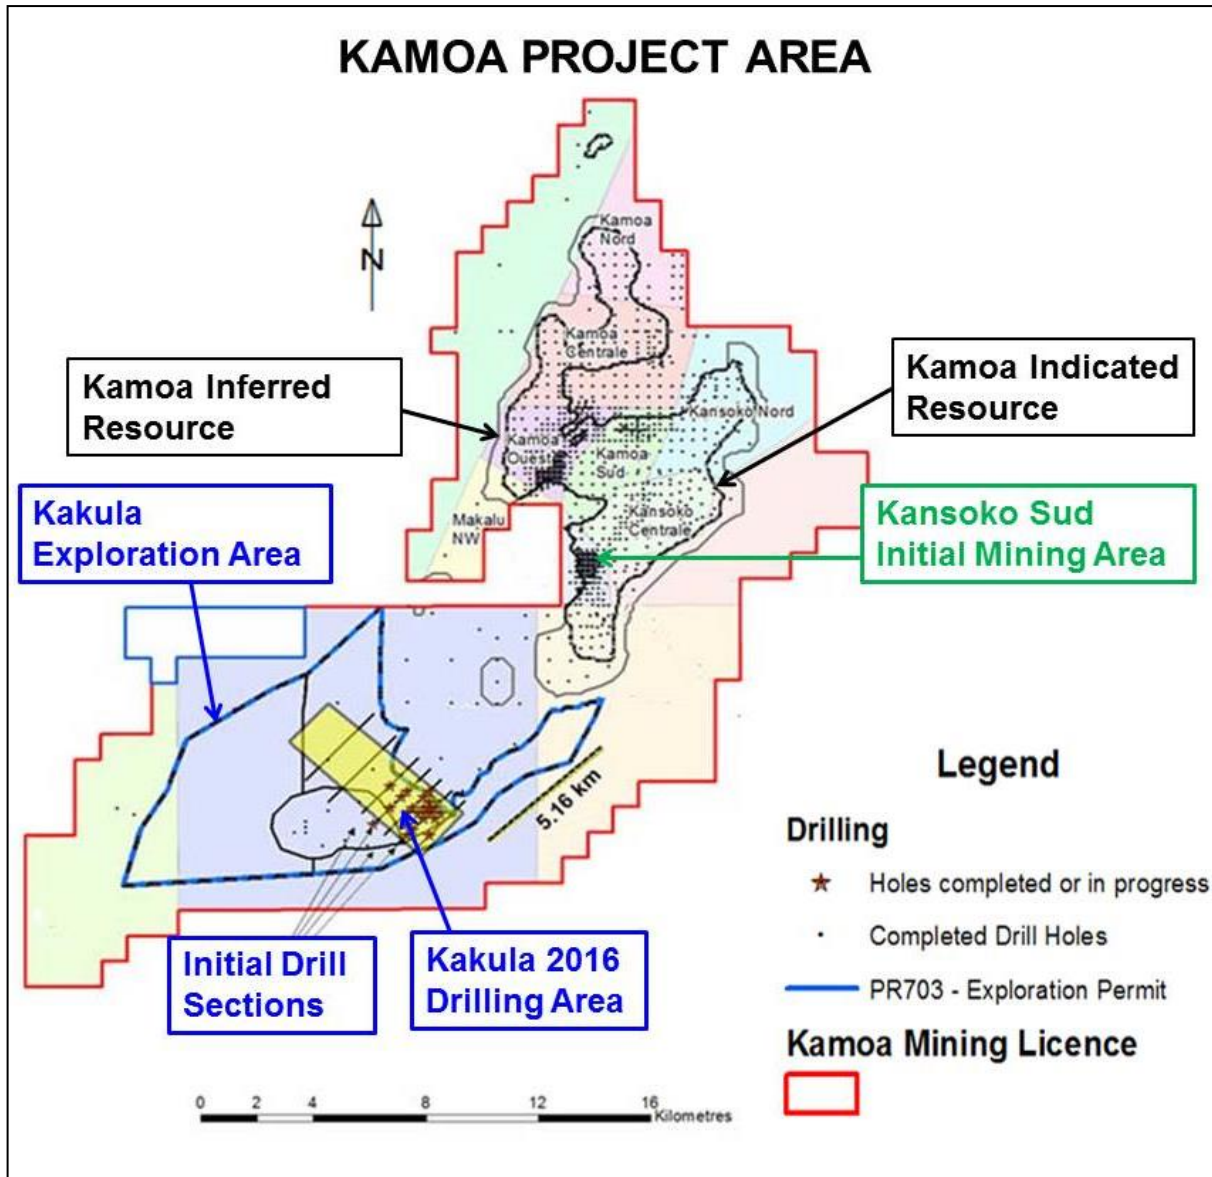 KAMOA PROJECT AREA
N
Kamoa
Nord
Kamoa
Centrale
Kamoa Inferred
Resource
Kamoa Indicated
Resource
Kansoko Nord
Kamoa
Ouest
Kamoa
Sud
Kakula
Exploration Area
Makalu
NW
Kansoko
Centrale
Kansoko Sud
Initial Mining Area
5.16 km
Initial Drill
Sections
Kakula 2016
Drilling Area
Legend
Drilling
Holes completed or in progress
Completed Drill Holes
PR703 - Exploration Permit
Kamoa Mining Licence
0 2 4 8 12 16
Kilometres